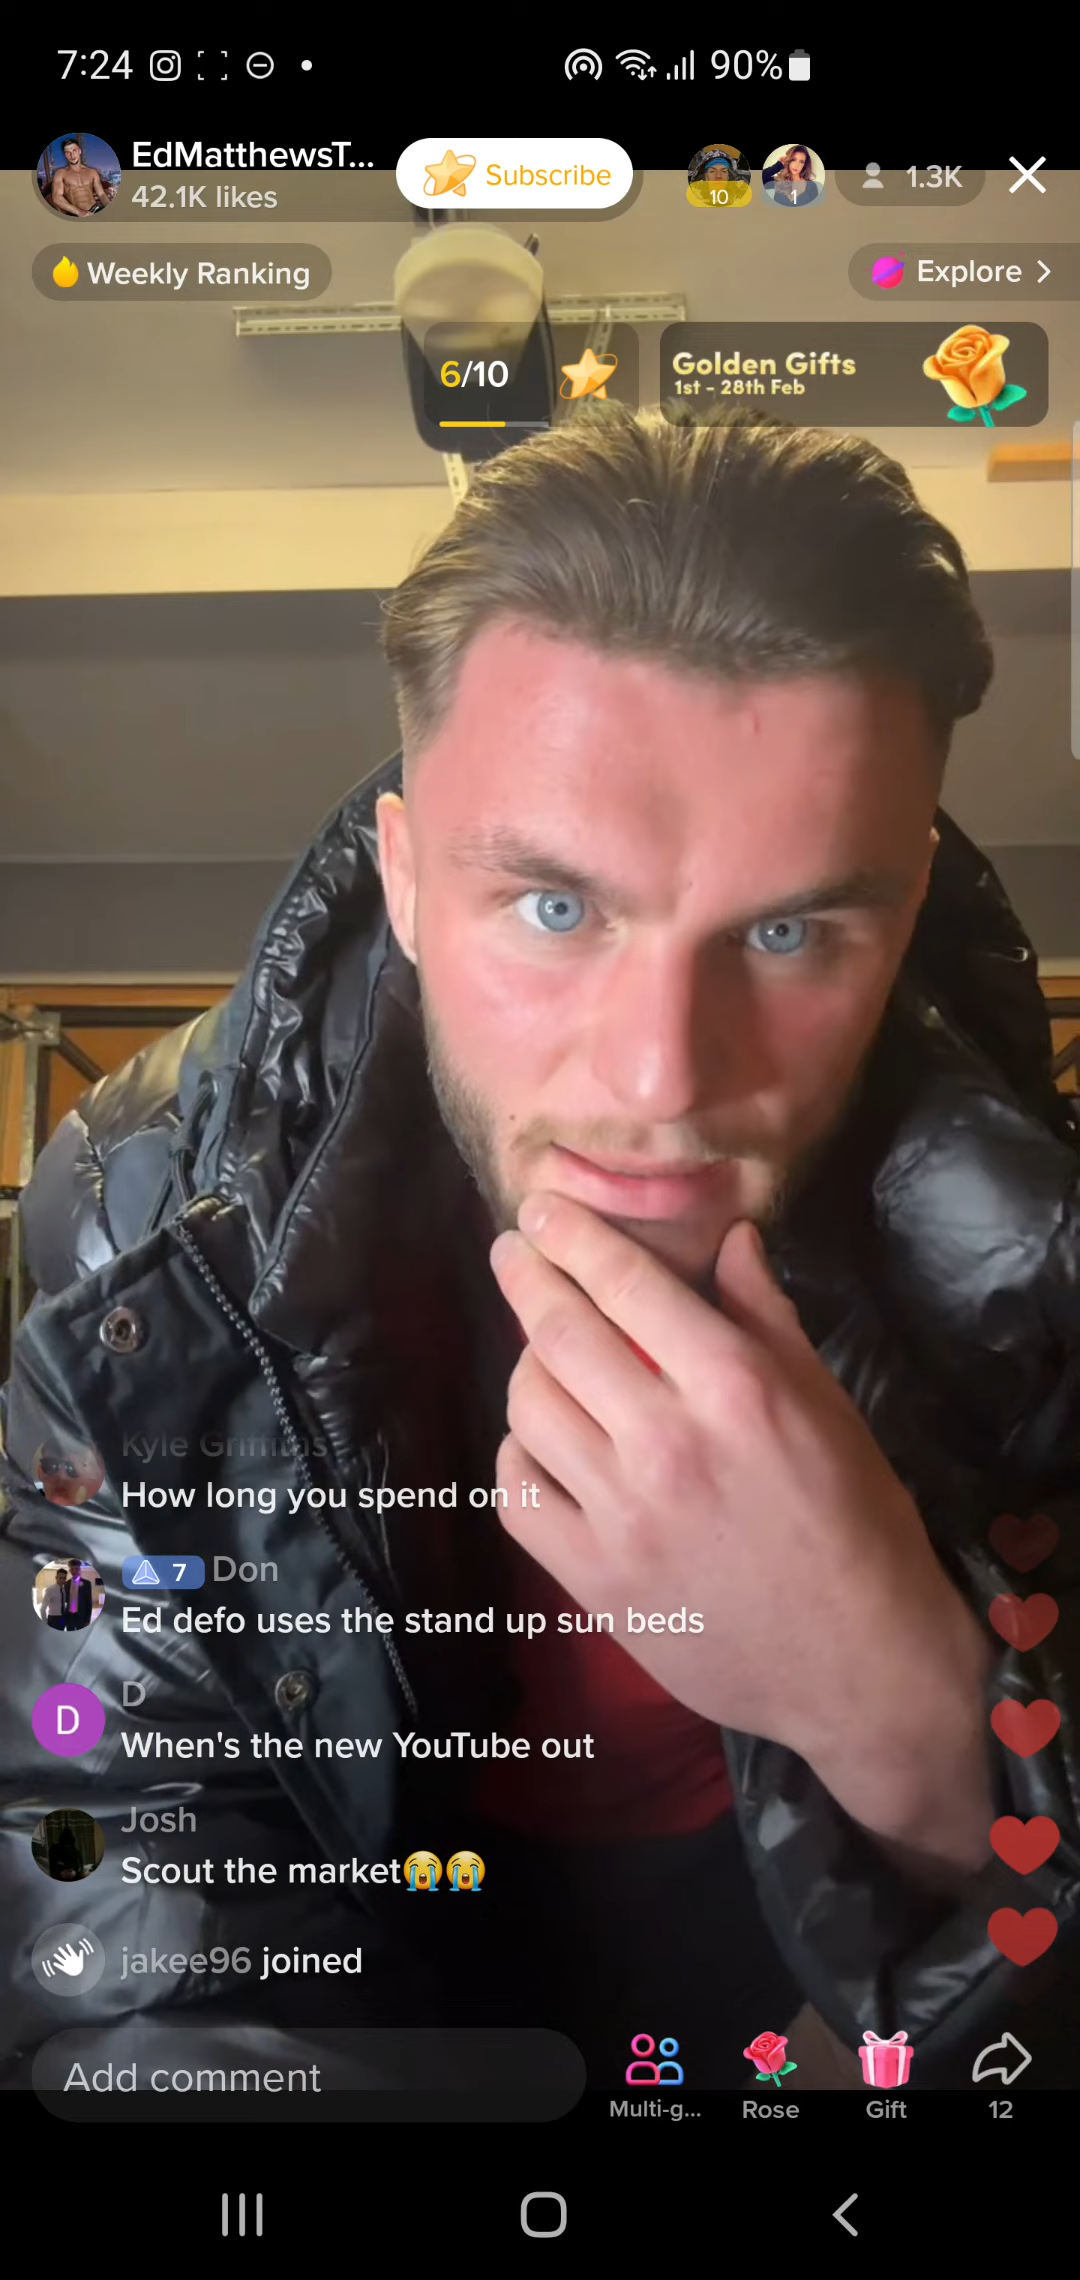 7:24
90%
EdMatthewsT...
42.1K likes
Subscribe
10
1
1.3K
Weekly Ranking
Explore
6/10
Golden Gifts
1st - 28th Feb
Kyle Griffiths
How long you spend on it
7 Don
Ed defo uses the stand up sun beds
D
D
When's the new YouTube out
Josh
Scout the market😭😭
jakee96 joined
Add comment
Multi-g...
Rose
Gift
12